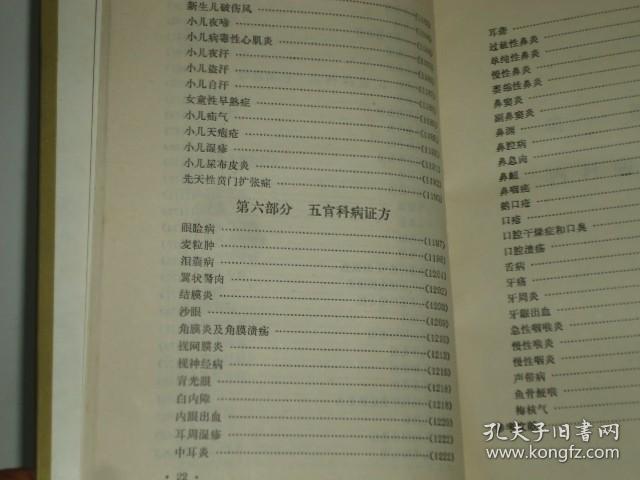 新生儿破伤风
小儿夜啼
小儿病毒性心肌炎
小儿夜汗
小儿盗汗
小儿自汗
女童性早熟症
小儿疝气
小儿天疱疮
小儿湿疹
小儿尿布皮炎
先天性贲门扩张症
第六部分 五官科病证方
眼睑病 (1197)
麦粒肿 (1198)
泪囊病
翼状胬肉 (1202)
结膜炎
沙眼
角膜炎及角膜溃疡
视网膜炎
视神经病
青光眼 (1218)
白内障
内眼出血 (1220)
耳周湿疹 (1222)
中耳炎 (1222)
· 22 ·
耳聋
过敏性鼻炎
单纯性鼻炎
慢性鼻炎
萎缩性鼻炎
鼻窦炎
副鼻窦炎
鼻渊
鼻腔病
鼻息肉
鼻衄
鼻咽癌
鹅口疮
口疮
口腔干燥症和口臭
口腔溃疡
舌病
牙痛
牙周炎
牙龈出血
急性咽喉炎
慢性喉炎
慢性咽炎
声带病
鱼骨鲠喉
梅核气
孔夫子旧书网
www.kongfz.com